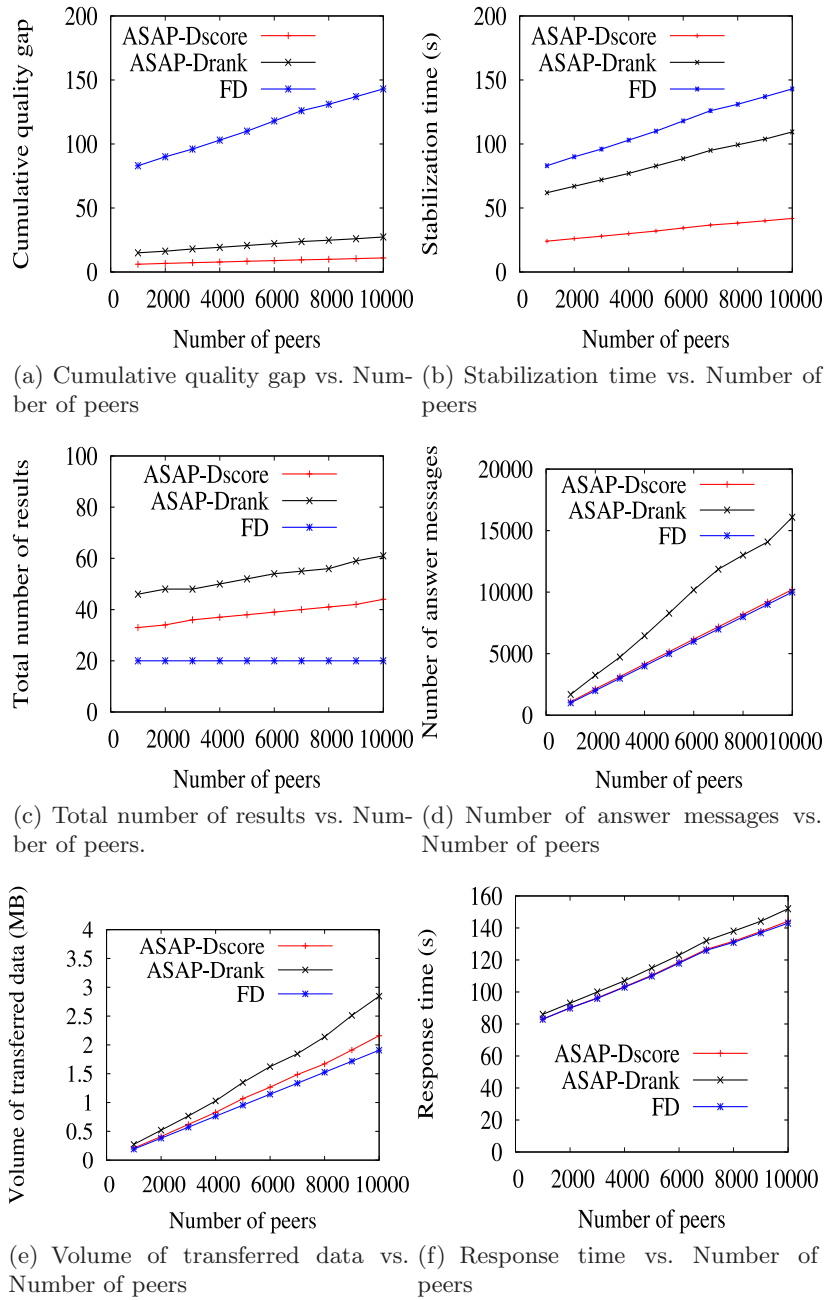 200
150
100
50
0
Cumulative quality gap
ASAP-Dscore
ASAP-Drank
FD
0 2000 4000 6000 8000 10000
Number of peers
(a) Cumulative quality gap vs. Num-
ber of peers
200
150
100
50
0
Stabilization time (s)
ASAP-Dscore
ASAP-Drank
FD
0 2000 4000 6000 8000 10000
Number of peers
(b) Stabilization time vs. Number of
peers
100
80
60
40
20
0
Total number of results
ASAP-Dscore
ASAP-Drank
FD
0 2000 4000 6000 8000 10000
Number of peers
(c) Total number of results vs. Num-
ber of peers.
20000
15000
10000
5000
0
Number of answer messages
ASAP-Dscore
ASAP-Drank
FD
0 2000 4000 6000 8000 10000
Number of peers
(d) Number of answer messages vs.
Number of peers
4
3.5
3
2.5
2
1.5
1
0.5
0
Volume of transferred data (MB)
ASAP-Dscore
ASAP-Drank
FD
0 2000 4000 6000 8000 10000
Number of peers
(e) Volume of transferred data vs.
Number of peers
160
140
120
100
80
60
40
20
0
Response time (s)
ASAP-Dscore
ASAP-Drank
FD
0 2000 4000 6000 8000 10000
Number of peers
(f) Response time vs. Number of
peers